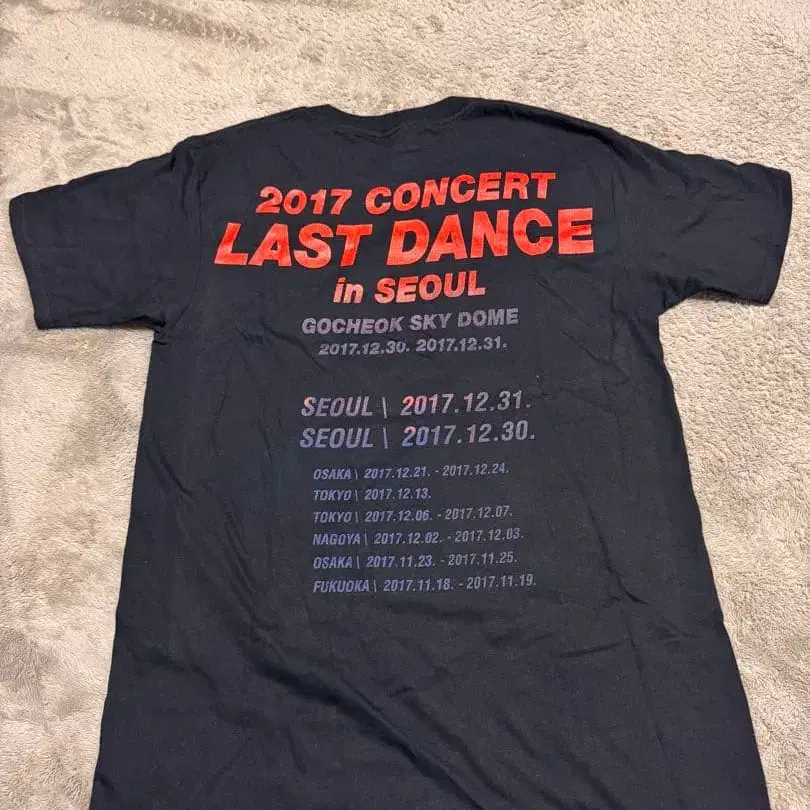 2017 CONCERT
LAST DANCE
in SEOUL
GOCHEOK SKY DOME
2017.12.30. 2017.12.31.
SEOUL | 2017.12.31.
SEOUL | 2017.12.30.
OSAKA | 2017.12.21. - 2017.12.24.
TOKYO | 2017.12.13.
TOKYO | 2017.12.06. - 2017.12.07.
NAGOYA | 2017.12.02. - 2017.12.03.
OSAKA | 2017.11.23. - 2017.11.25.
FUKUOKA | 2017.11.18. - 2017.11.19.